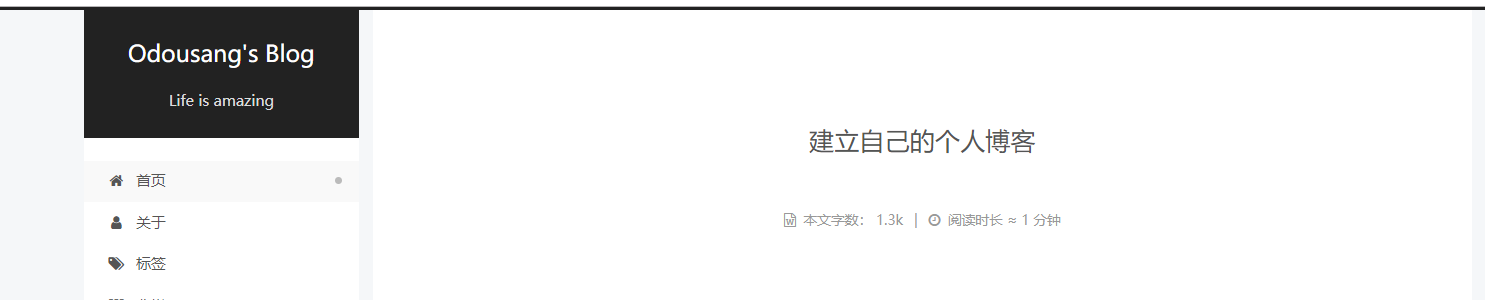 Odousang's Blog
Life is amazing
首页
关于
标签
建立自己的个人博客
本文字数： 1.3k | 阅读时长 ≈ 1 分钟